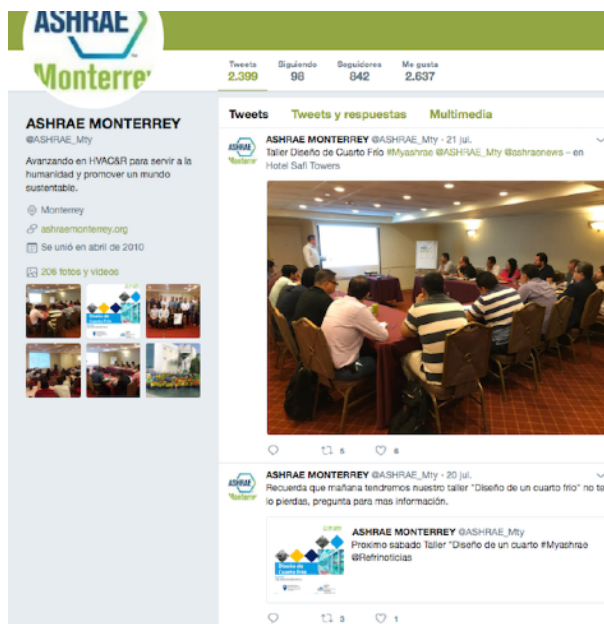 ASHRAE
Monterrey
Tweets Siguiendo Seguidores Me gusta
2.399 98 842 2.637
ASHRAE MONTERREY
@ASHRAE_Mty
Avanzando en HVAC&R para servir a la
humanidad y promover un mundo
sustentable.
Monterrey
ashraemonterrey.org
Se unió en abril de 2010
206 fotos y videos
Tweets Tweets y respuestas Multimedia
ASHRAE MONTERREY @ASHRAE_Mty · 21 jul.
Taller Diseño de Cuarto Frío #Myashrae @ASHRAE_Mty @ashraenews – en
Hotel Safi Towers
5 6
ASHRAE MONTERREY @ASHRAE_Mty · 20 jul.
Recuerda que mañana tendremos nuestro taller "Diseño de un cuarto frio" no te
lo pierdas, pregunta para mas información.
ASHRAE MONTERREY @ASHRAE_Mty
Proximo sabado Taller "Diseño de un cuarto #Myashrae
@Refrinoticias
Diseño de
Cuarto Frío
3 1